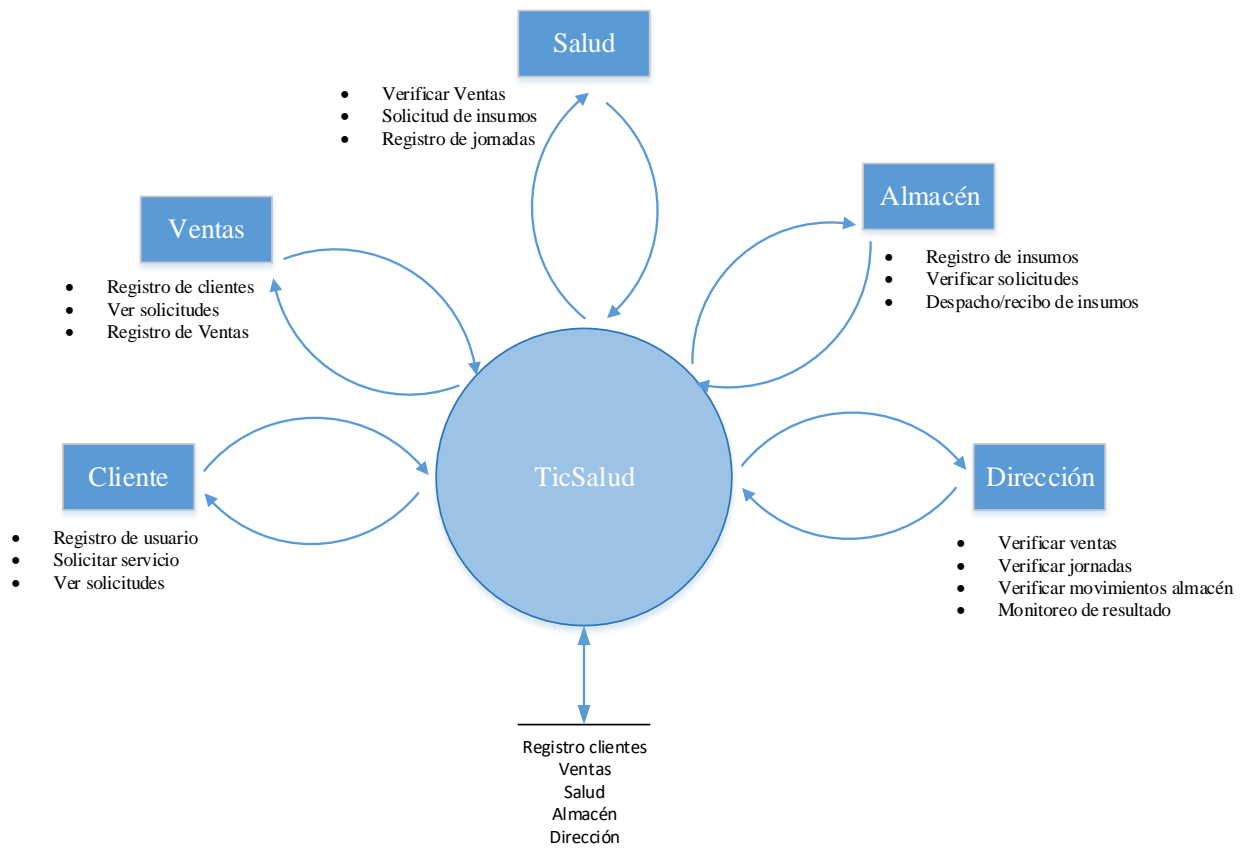 Salud
• Verificar Ventas
• Solicitud de insumos
• Registro de jornadas
Almacén
• Registro de insumos
• Verificar solicitudes
• Despacho/recibo de insumos
Ventas
• Registro de clientes
• Ver solicitudes
• Registro de Ventas
Cliente
• Registro de usuario
• Solicitar servicio
• Ver solicitudes
TicSalud
Dirección
• Verificar ventas
• Verificar jornadas
• Verificar movimientos almacén
• Monitoreo de resultado
Registro clientes
Ventas
Salud
Almacén
Dirección